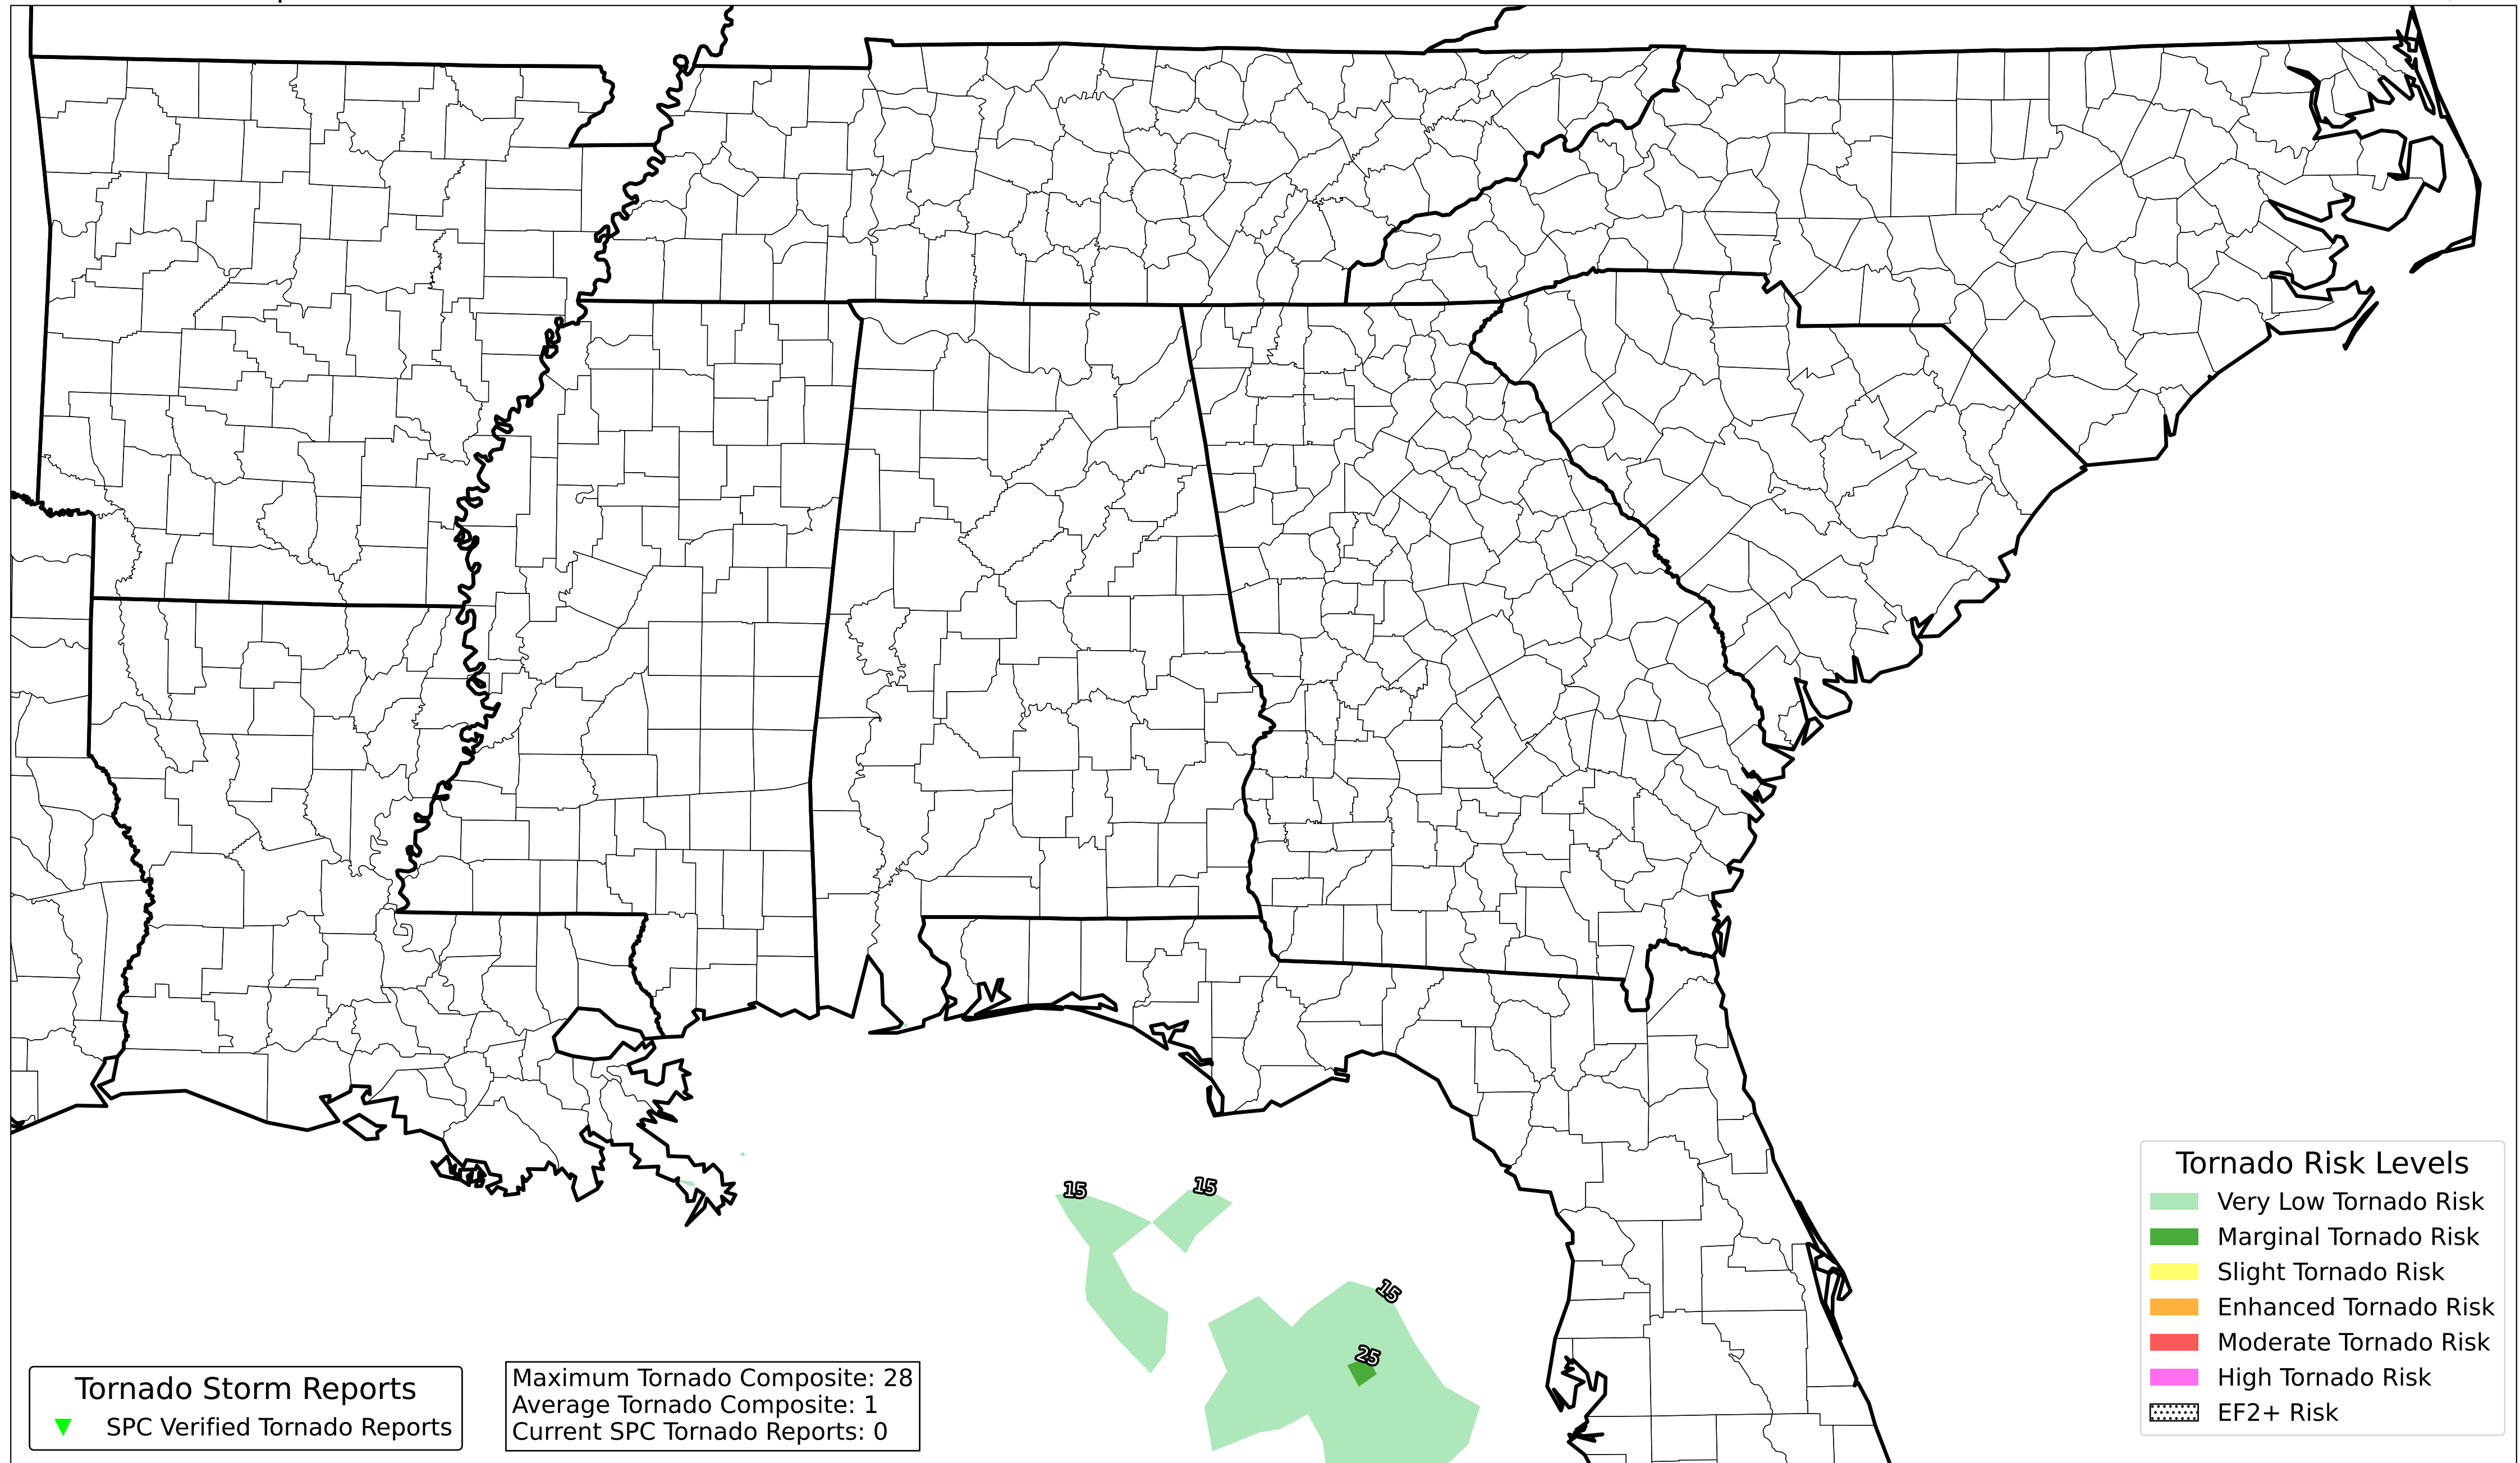 15
15
15
25
Tornado Storm Reports
SPC Verified Tornado Reports
Maximum Tornado Composite: 28
Average Tornado Composite: 1
Current SPC Tornado Reports: 0
Tornado Risk Levels
Very Low Tornado Risk
Marginal Tornado Risk
Slight Tornado Risk
Enhanced Tornado Risk
Moderate Tornado Risk
High Tornado Risk
EF2+ Risk